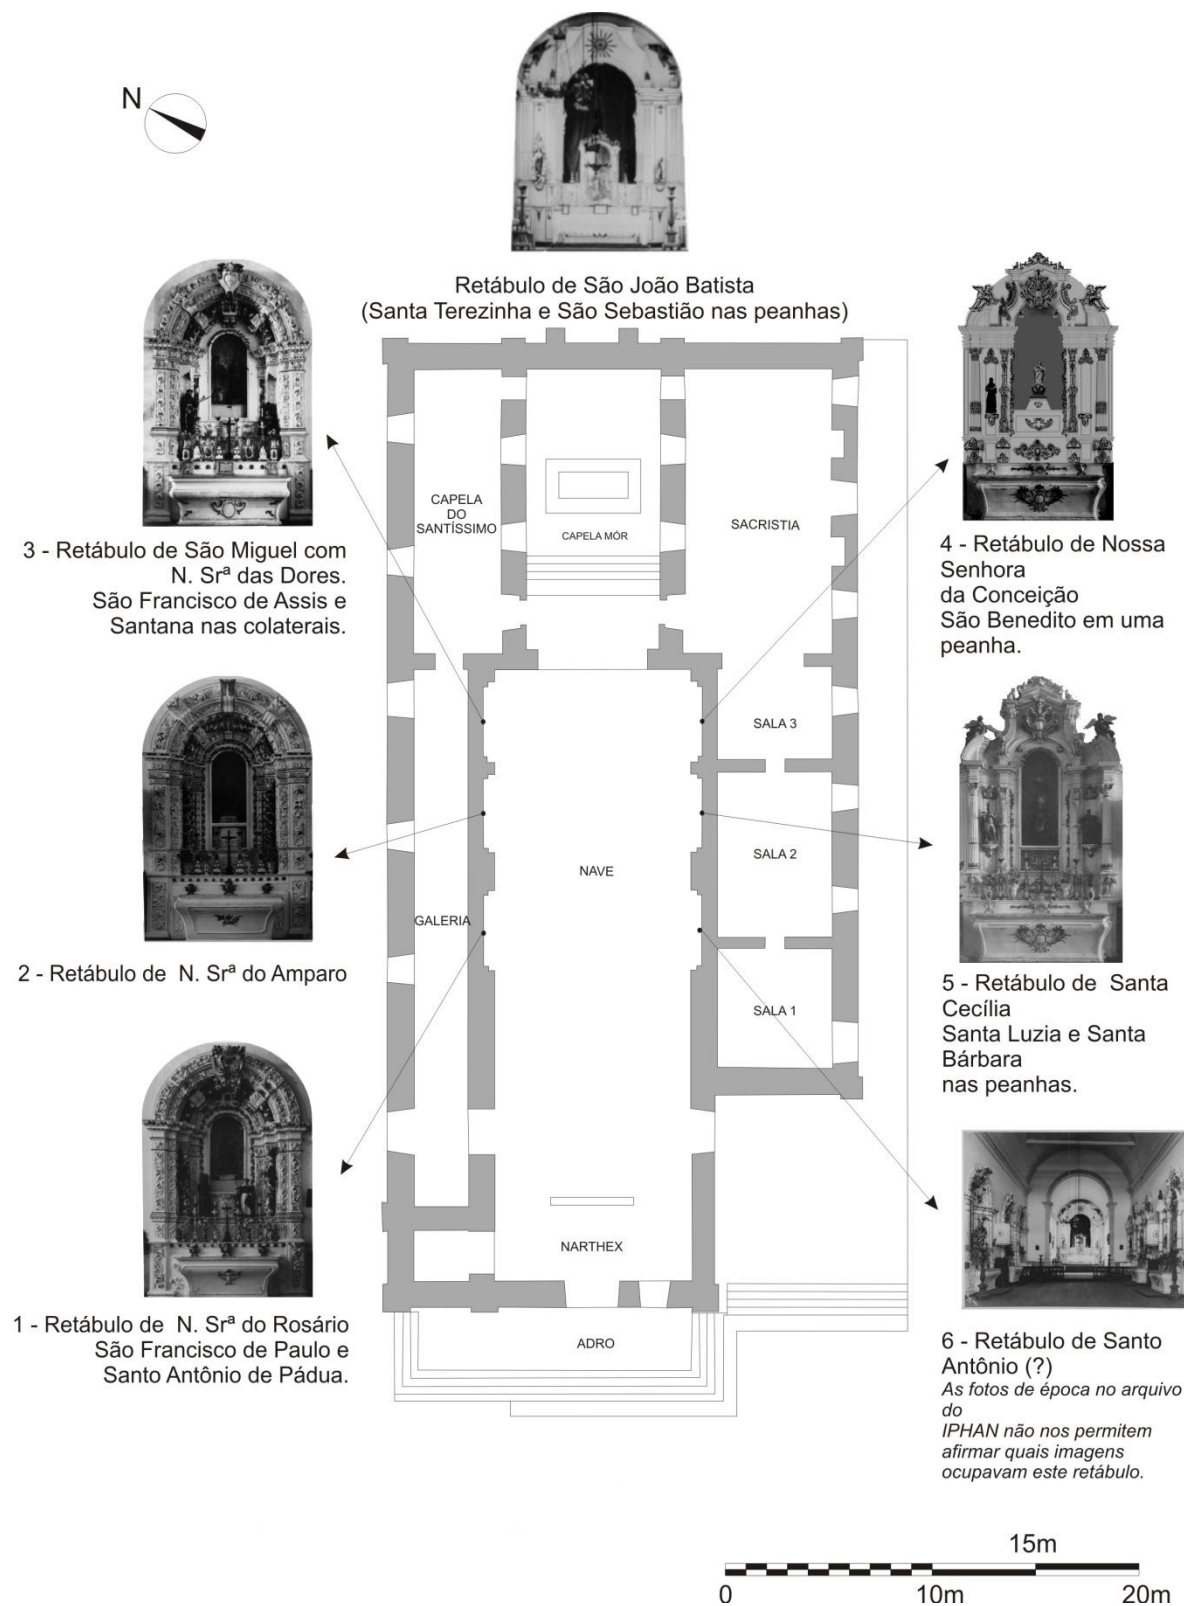 N
Retábulo de São João Batista
(Santa Terezinha e São Sebastião nas peanhas)
3 - Retábulo de São Miguel com
N. Srª das Dores.
São Francisco de Assis e
Santana nas colaterais.
2 - Retábulo de N. Srª do Amparo
1 - Retábulo de N. Srª do Rosário
São Francisco de Paulo e
Santo Antônio de Pádua.
CAPELA
DO
SANTÍSSIMO
CAPELA MÓR
SACRISTIA
SALA 3
SALA 2
NAVE
GALERIA
SALA 1
NARTHEX
ADRO
4 - Retábulo de Nossa
Senhora
da Conceição
São Benedito em uma
peanha.
5 - Retábulo de Santa
Cecília
Santa Luzia e Santa
Bárbara
nas peanhas.
6 - Retábulo de Santo
Antônio (?)
As fotos de época no arquivo
do
IPHAN não nos permitem
afirmar quais imagens
ocupavam este retábulo.
15m
0 10m 20m